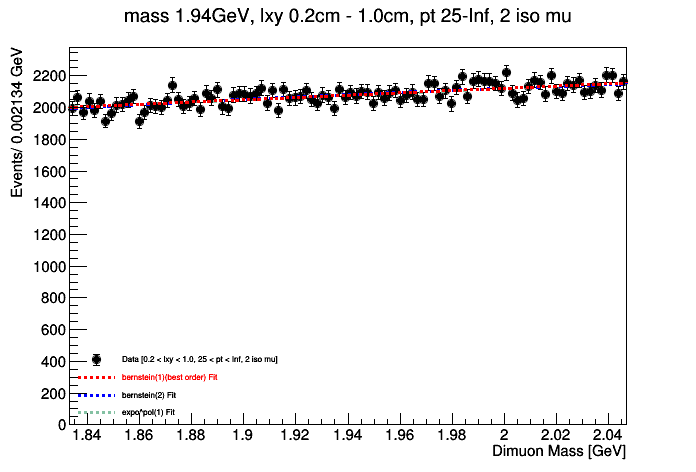 mass 1.94GeV, lxy 0.2cm - 1.0cm, pt 25-Inf, 2 iso mu
Events/ 0.002134 GeV
2200
2000
1800
1600
1400
1200
1000
800
600
400
200
0
Data [0.2 < lxy < 1.0, 25 < pt < Inf, 2 iso mu]
bernstein(1)(best order) Fit
bernstein(2) Fit
expo*pol(1) Fit
1.84 1.86 1.88 1.9 1.92 1.94 1.96 1.98 2 2.02 2.04
Dimuon Mass [GeV]